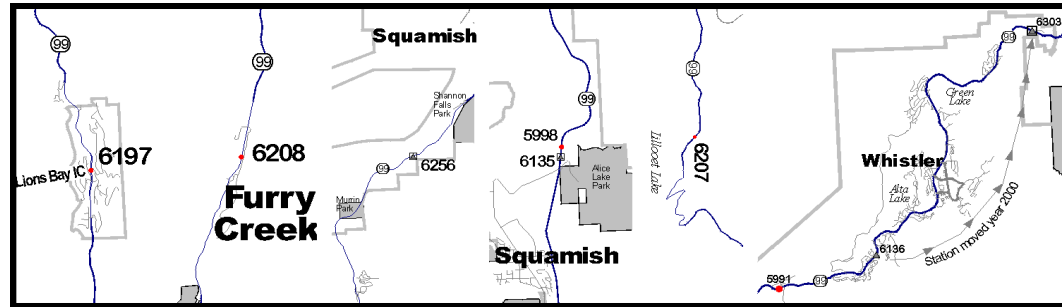 99
6197
Lions Bay IC
99
6208
Furry
Creek
Squamish
Shannon
Falls
Park
99
6256
Murrin
Park
99
5998
6135
Alice
Lake
Park
Squamish
99
Lillooet Lake
6207
6303
99
Green
Lake
Whistler
Alta
Lake
Station moved year 2000
6136
5991
99